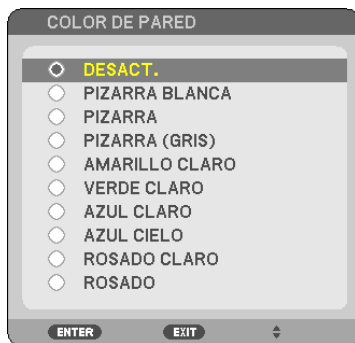 COLOR DE PARED
DESACT.
PIZARRA BLANCA
PIZARRA
PIZARRA (GRIS)
AMARILLO CLARO
VERDE CLARO
AZUL CLARO
AZUL CIELO
ROSADO CLARO
ROSADO
ENTER EXIT